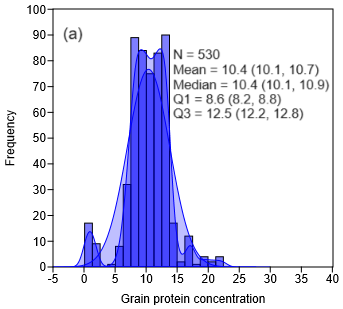 100
90
80
70
60
50
40
30
20
10
0
(a)
N = 530
Mean = 10.4 (10.1, 10.7)
Median = 10.4 (10.1, 10.9)
Q1 = 8.6 (8.2, 8.8)
Q3 = 12.5 (12.2, 12.8)
Frequency
-5 0 5 10 15 20 25 30 35 40
Grain protein concentration